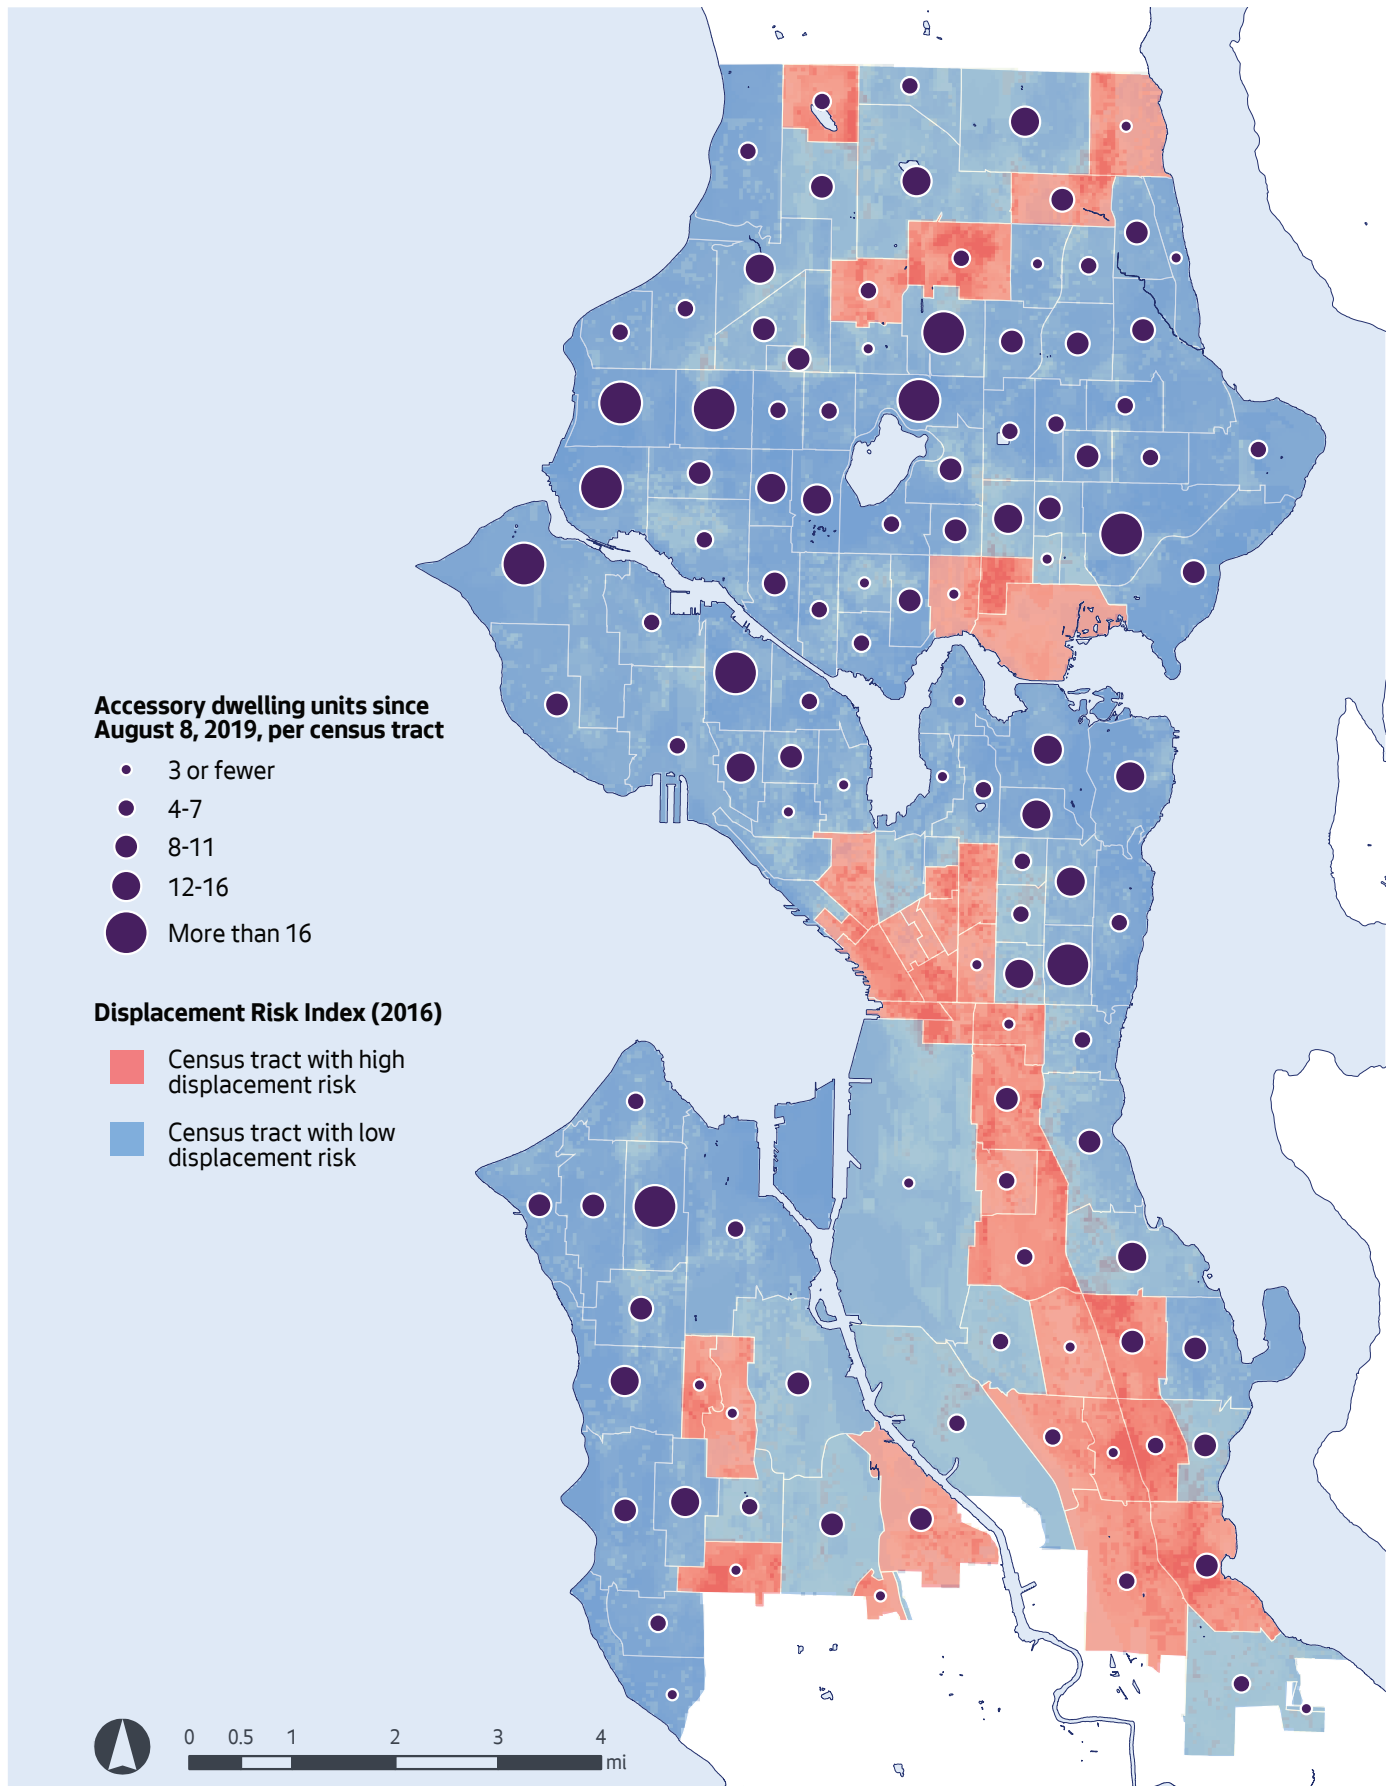 Accessory dwelling units since
August 8, 2019, per census tract
3 or fewer
4-7
8-11
12-16
More than 16
Displacement Risk Index (2016)
Census tract with high
displacement risk
Census tract with low
displacement risk
0 0.5 1 2 3 4
mi